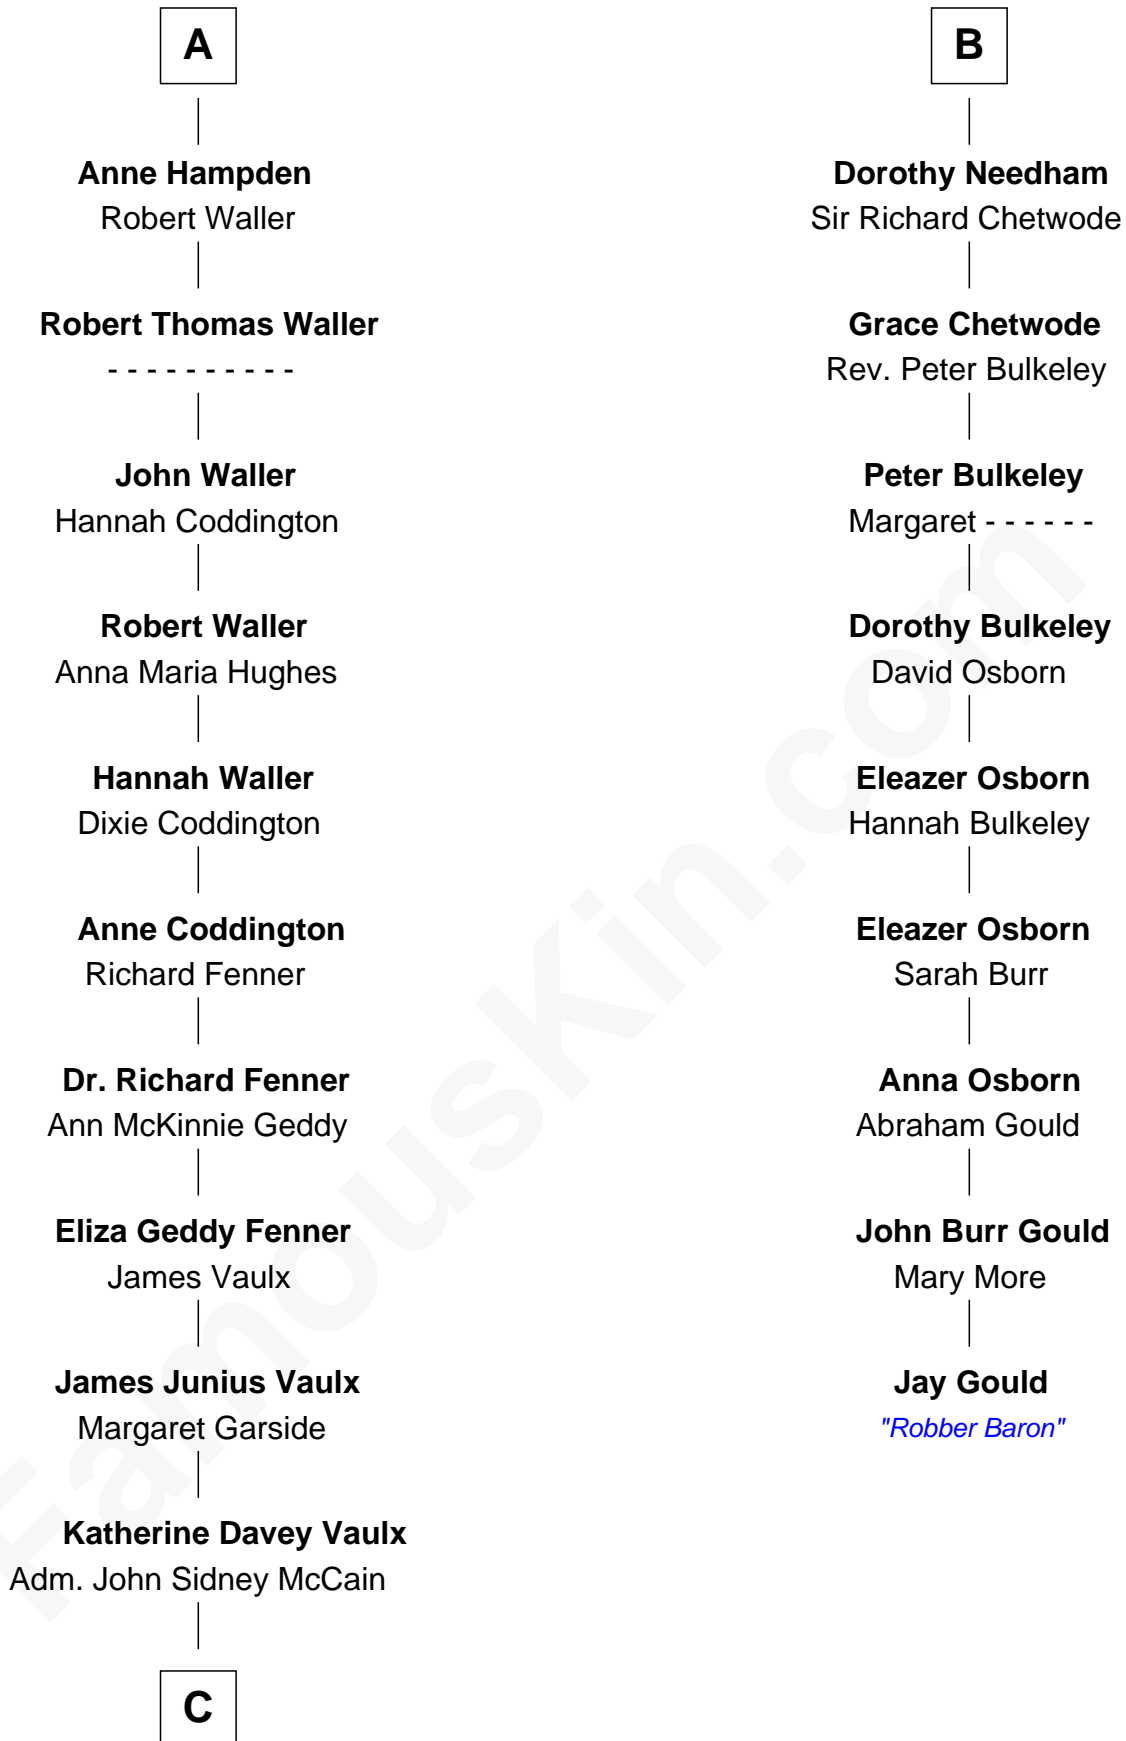 A
Anne Hampden
Robert Waller
Robert Thomas Waller
- - - - - - - - - -
John Waller
Hannah Coddington
Robert Waller
Anna Maria Hughes
Hannah Waller
Dixie Coddington
Anne Coddington
Richard Fenner
Dr. Richard Fenner
Ann McKinnie Geddy
Eliza Geddy Fenner
James Vaulx
James Junius Vaulx
Margaret Garside
Katherine Davey Vaulx
Adm. John Sidney McCain
C
B
Dorothy Needham
Sir Richard Chetwode
Grace Chetwode
Rev. Peter Bulkeley
Peter Bulkeley
Margaret - - - - - -
Dorothy Bulkeley
David Osborn
Eleazer Osborn
Hannah Bulkeley
Eleazer Osborn
Sarah Burr
Anna Osborn
Abraham Gould
John Burr Gould
Mary More
Jay Gould
"Robber Baron"
FamousKin.com